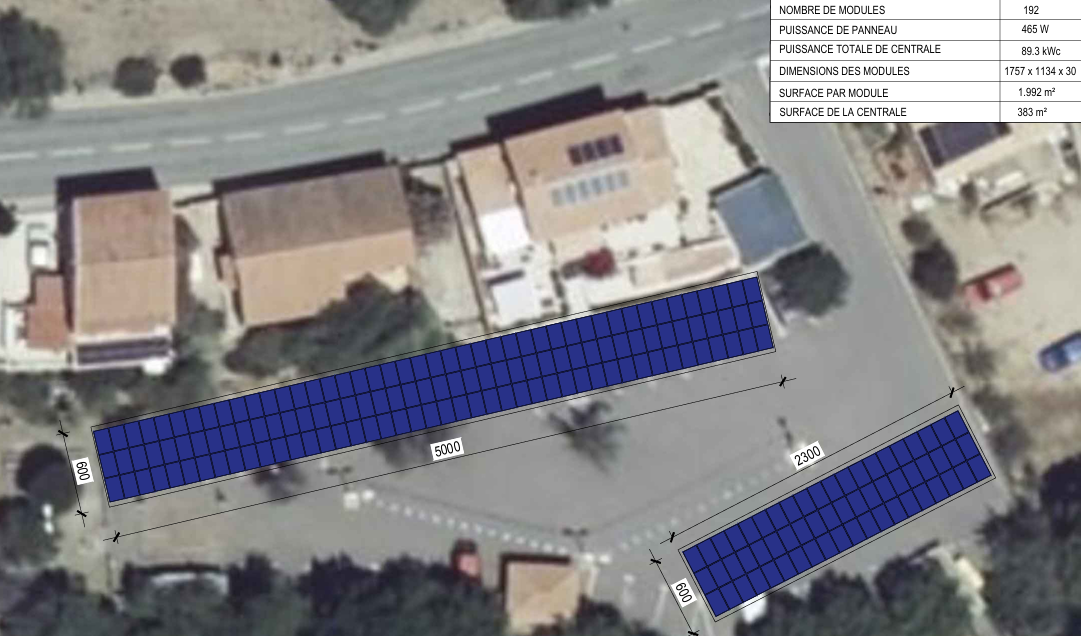 NOMBRE DE MODULES 192
PUISSANCE DE PANNEAU 465 W
PUISSANCE TOTALE DE CENTRALE 89.3 kWc
DIMENSIONS DES MODULES 1757 x 1134 x 30
SURFACE PAR MODULE 1.992 m²
SURFACE DE LA CENTRALE 383 m²
600
5000
2300
600